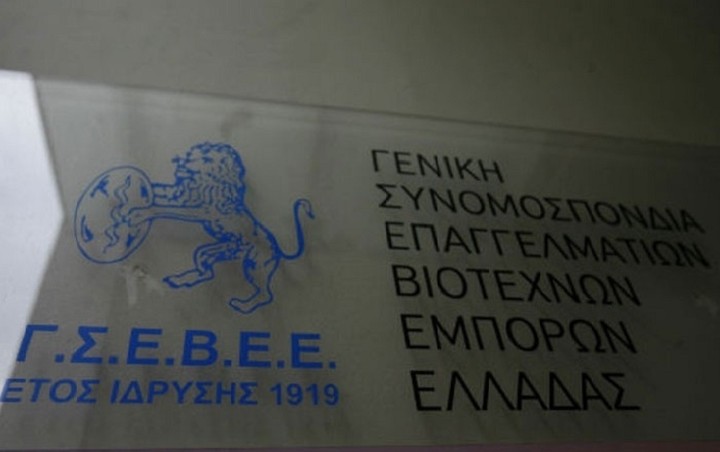 ΓΕΝΙΚΗ
ΣΥΝΟΜΟΣΠΟΝΔΙΑ
ΕΠΑΓΓΕΛΜΑΤΙΩΝ
ΒΙΟΤΕΧΝΩΝ
ΕΜΠΟΡΩΝ
ΕΛΛΑΔΑΣ
Γ.Σ.Ε.Β.Ε.Ε.
ΕΤΟΣ ΙΔΡΥΣΗΣ 1919